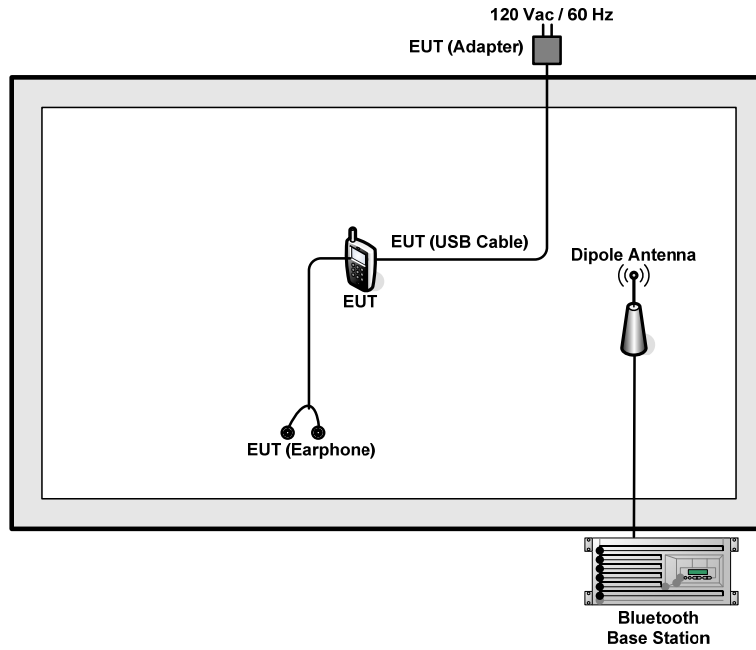 120 Vac / 60 Hz
EUT (Adapter)
EUT (USB Cable)
Dipole Antenna
EUT
EUT (Earphone)
Bluetooth
Base Station